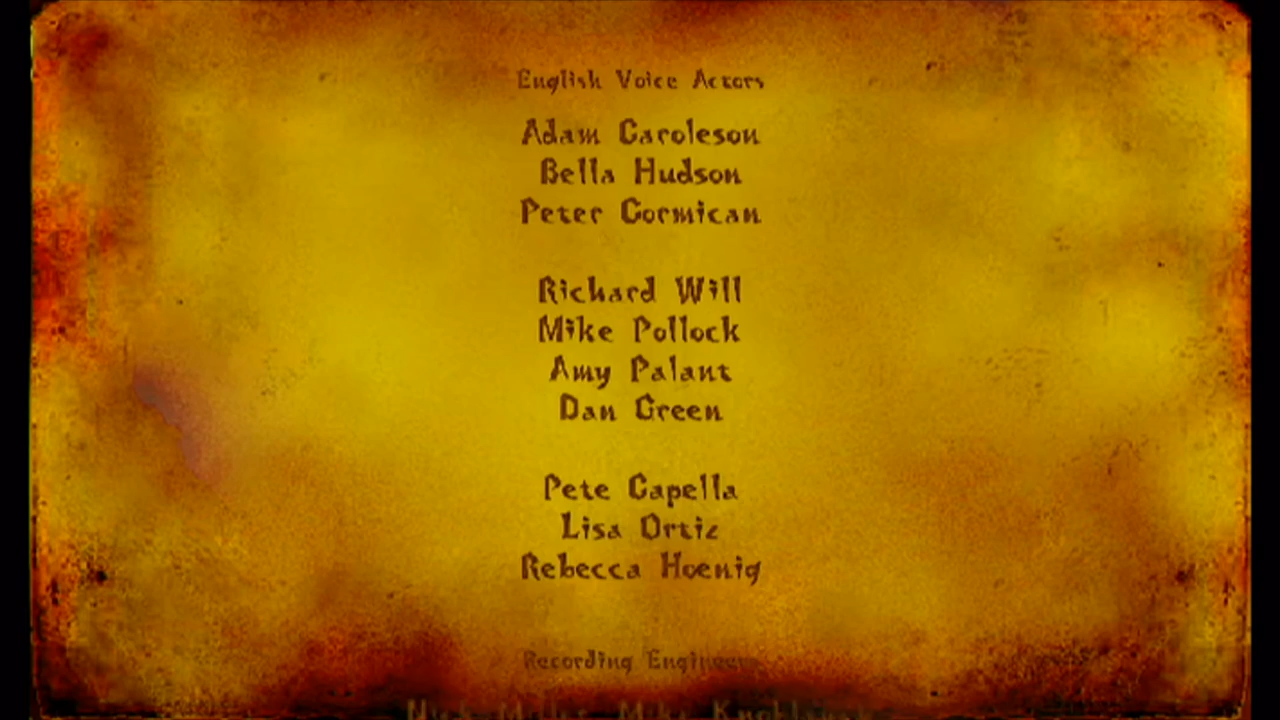 English Voice Actors
Adam Caroleson
Bella Hudson
Peter Cormican
Richard Will
Mike Pollock
Amy Palant
Dan Green
Pete Capella
Lisa Ortiz
Rebecca Hoenig
Recording Engineers
Mike